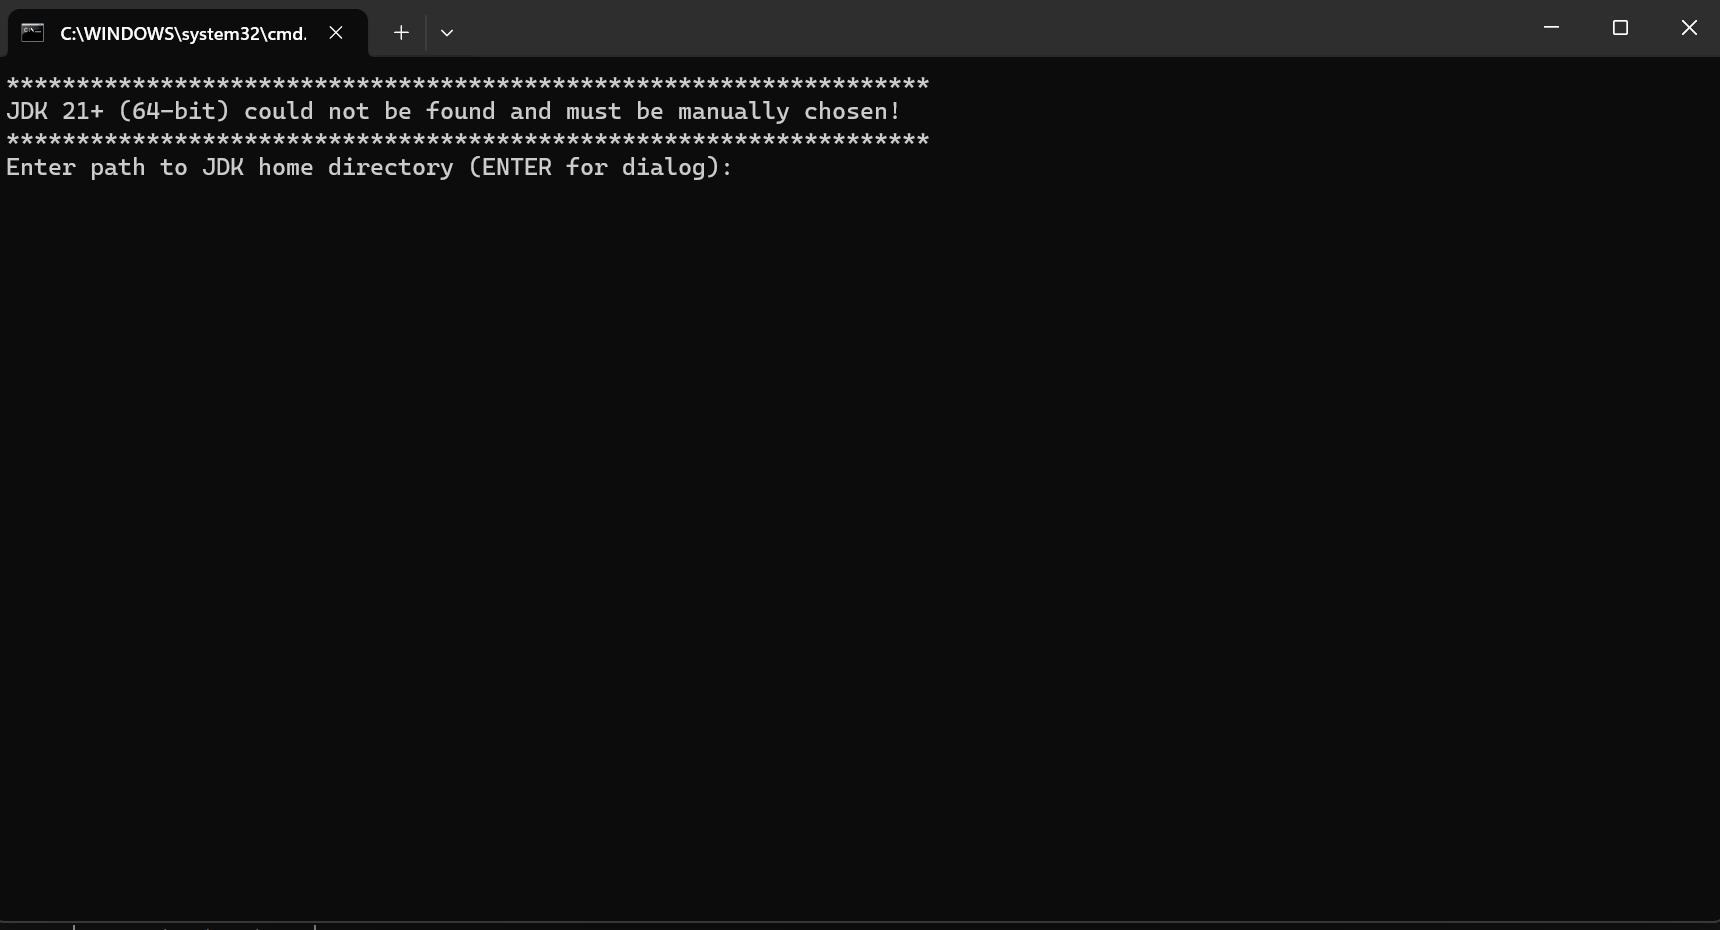 C:\WINDOWS\system32\cmd.
******************************************************************
JDK 21+ (64-bit) could not be found and must be manually chosen!
******************************************************************
Enter path to JDK home directory (ENTER for dialog):